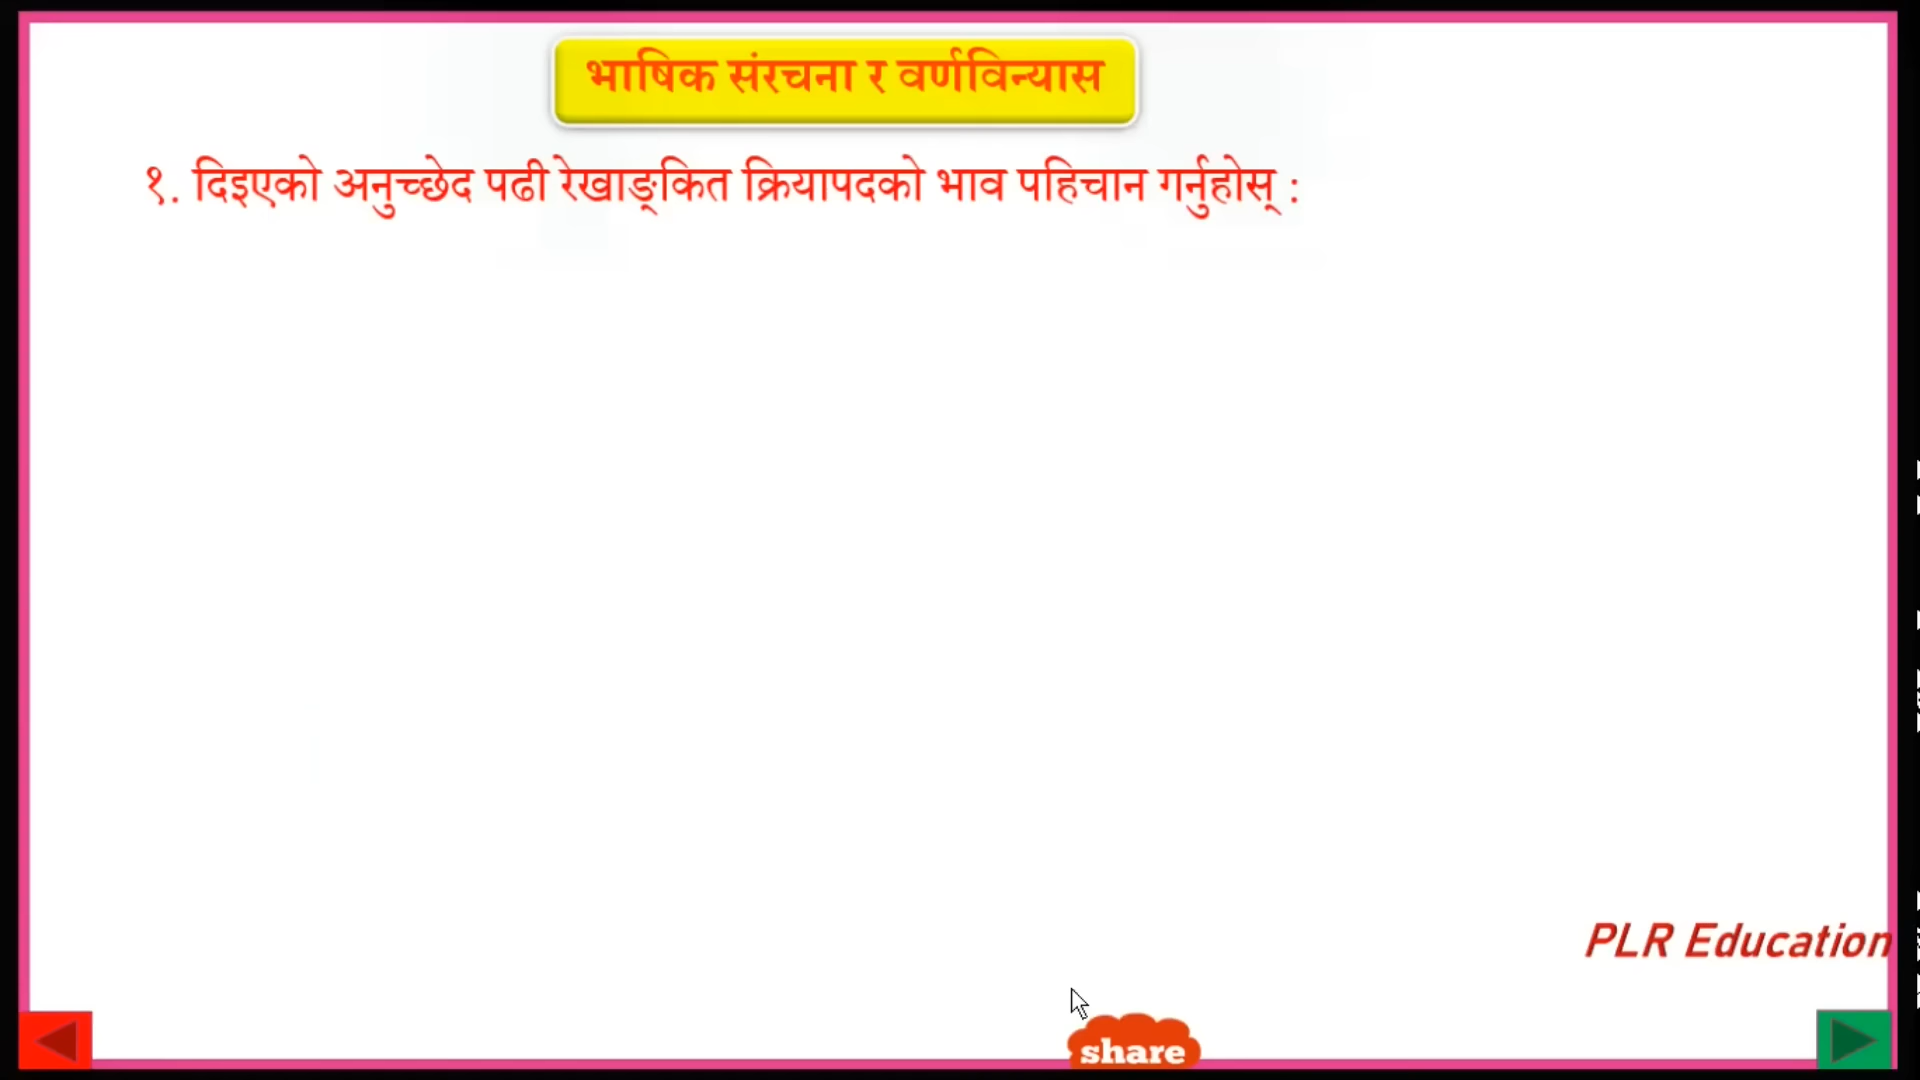 भाषिक संरचना र वर्णविन्यास
१. दिइएको अनुच्छेद पढी रेखाङ्कित क्रियापदको भाव पहिचान गर्नुहोस् :
PLR Education
share